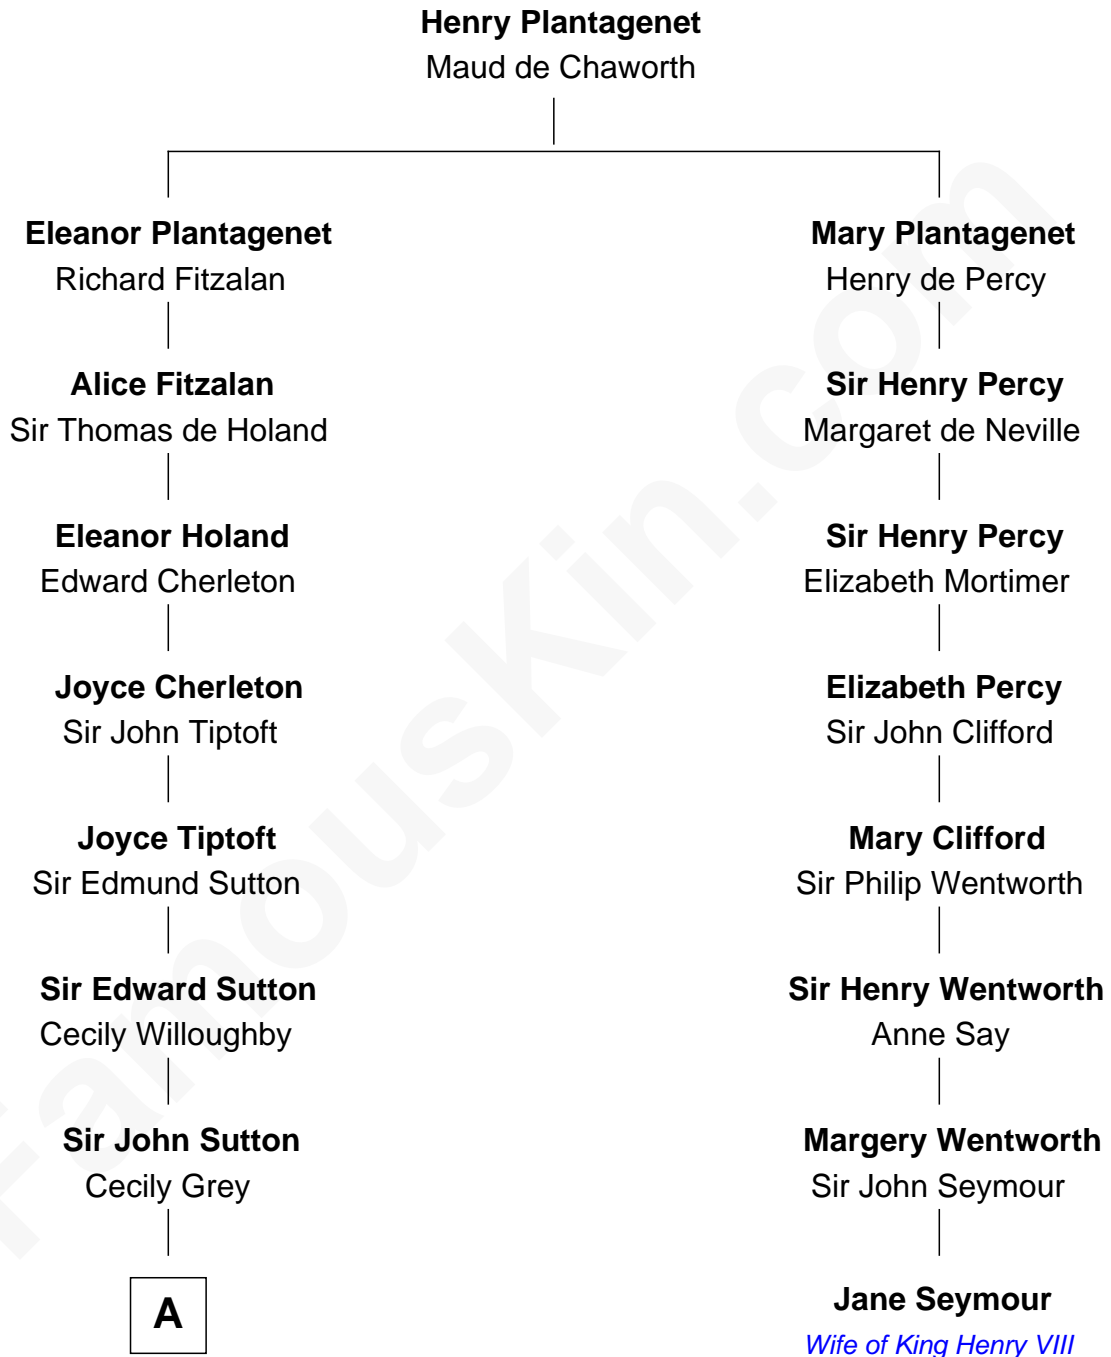 Henry Plantagenet
Maud de Chaworth
Eleanor Plantagenet
Richard Fitzalan
Mary Plantagenet
Henry de Percy
Alice Fitzalan
Sir Thomas de Holand
Sir Henry Percy
Margaret de Neville
Eleanor Holand
Edward Cherleton
Sir Henry Percy
Elizabeth Mortimer
Joyce Cherleton
Sir John Tiptoft
Elizabeth Percy
Sir John Clifford
Joyce Tiptoft
Sir Edmund Sutton
Mary Clifford
Sir Philip Wentworth
Sir Edward Sutton
Cecily Willoughby
Sir Henry Wentworth
Anne Say
Sir John Sutton
Cecily Grey
Margery Wentworth
Sir John Seymour
A
Jane Seymour
Wife of King Henry VIII
FamousKin.com